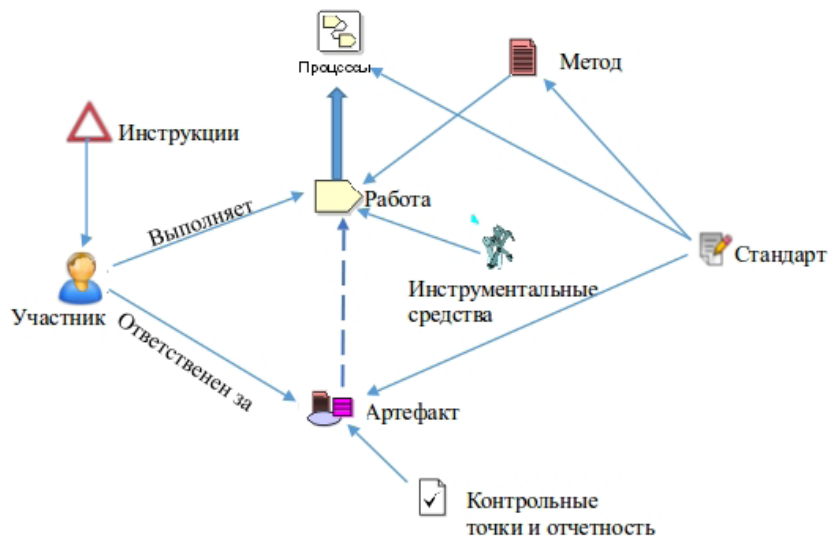 Процессы
Метод
Инструкции
Выполняет
Работа
Стандарт
Инструментальные
средства
Участник
Ответственен за
Артефакт
Контрольные
точки и отчетность